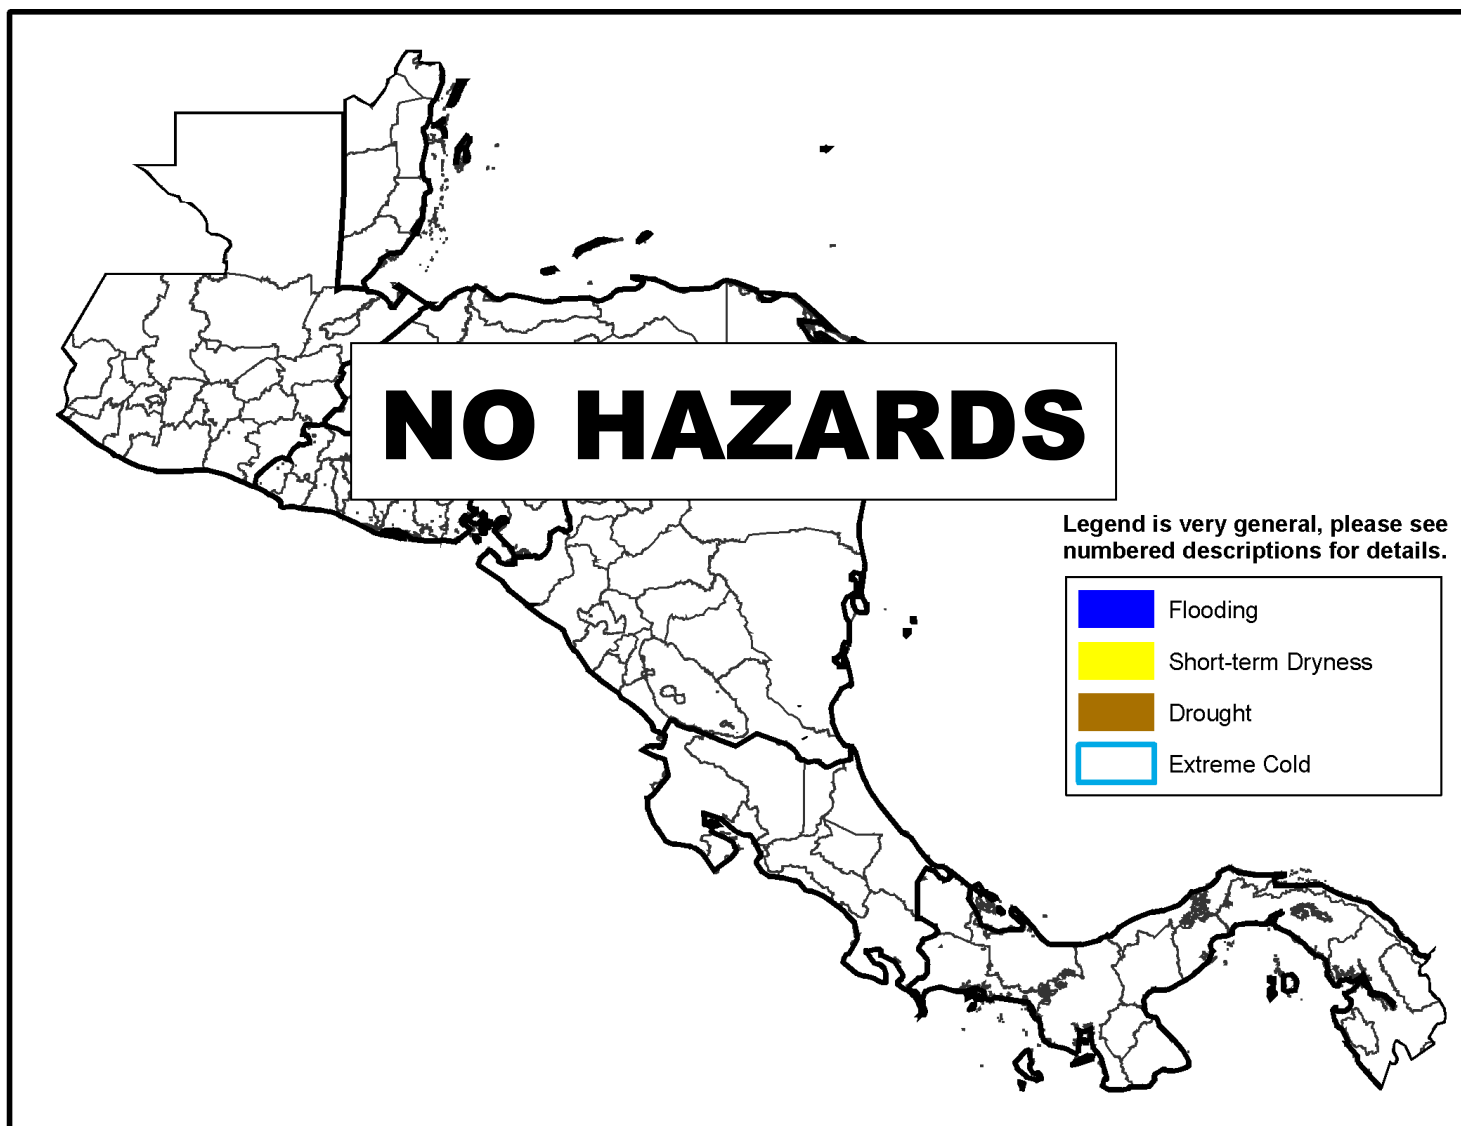 NO HAZARDS
Legend is very general, please see
numbered descriptions for details.
Flooding
Short-term Dryness
Drought
Extreme Cold